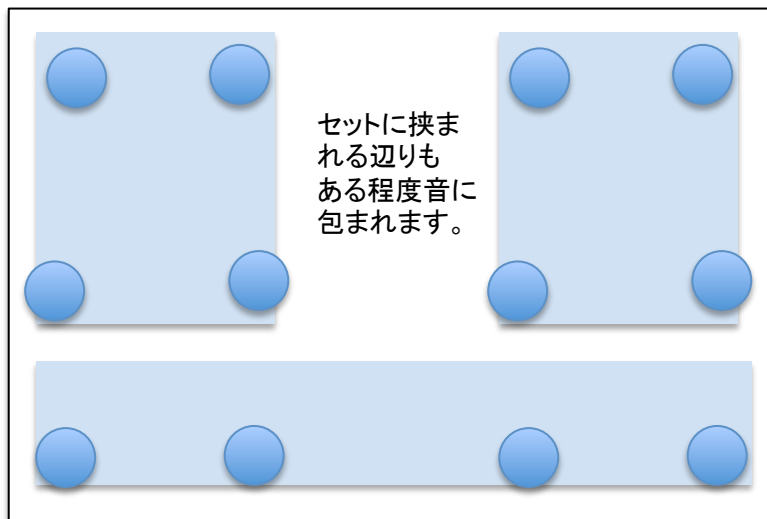 セットに挟ま
れる辺りも
ある程度音に
包まれます。